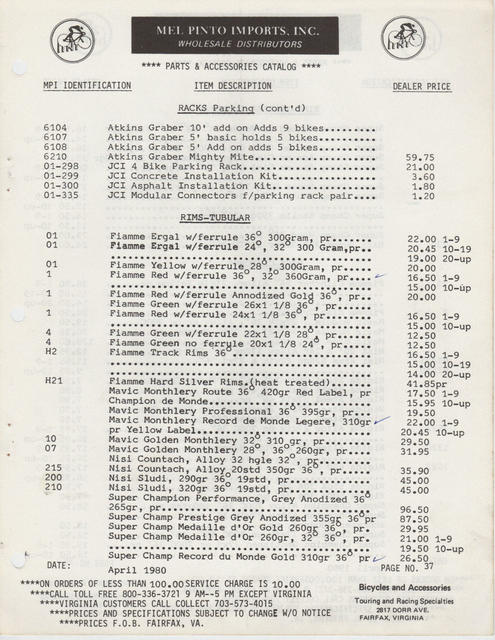 MEL PINTO IMPORTS, INC.
WHOLESALE DISTRIBUTORS
**** PARTS & ACCESSORIES CATALOG ****
MPI IDENTIFICATION ITEM DESCRIPTION DEALER PRICE
RACKS Parking (cont'd)
6104 Atkins Graber 10' add on Adds 9 bikes.........
6107 Atkins Graber 5' basic holds 5 bikes..........
6108 Atkins Graber 5' Add on adds 5 bikes..........
6210 Atkins Graber Mighty Mite..................... 59.75
01-298 JCI 4 Bike Parking Rack....................... 21.00
01-299 JCI Concrete Installation Kit................. 3.60
01-300 JCI Asphalt Installation Kit.................. 1.80
01-335 JCI Modular Connectors f/parking rack pair.... 1.20
RIMS-TUBULAR
01 Fiamme Ergal w/ferrule 36° 300Gram, pr....... 22.00 1-9
01 Fiamme Ergal w/ferrule 24°, 32° 300 Gram,pr... 20.45 10-19
19.00 20-up
01 Fiamme Yellow w/ferrule 28°, 300Gram, pr..... 20.00
1 Fiamme Red w/ferrule 36°, 32° 360Gram, pr..... 16.50 1-9
15.00 10-up
1 Fiamme Red w/ferrule Annodized Gold 36°, pr... 20.00
Fiamme Green w/ferrule 26x1 1/8 36°, pr.......
1 Fiamme Red w/ferrule 24x1 1/8 36°, pr......... 16.50 1-9
15.00 10-up
4 Fiamme Green w/ferrule 22x1 1/8 28° pr........ 12.50
4 Fiamme Green no ferryle 20x1 1/8 24°, pr...... 12.50
H2 Fiamme Track Rims 36°......................... 16.50 1-9
15.00 10-19
14.00 20-up
H21 Fiamme Hard Silver Rims.(heat treated)........ 41.85pr
Mavic Monthlery Route 36° 420gr Red Label, pr 17.50 1-9
Champion de Monde............................. 15.95 10-up
Mavic Monthlery Professional 36° 395gr, pr.... 19.50
Mavic Monthlery Record de Monde Legere, 310gr 22.00 1-9
pr Yellow Label............................... 20.45 10-up
10 Mavic Golden Monthlery 32° 310 gr, pr......... 29.50
07 Mavic Golden Monthlery 28°, 36° 260gr, pr..... 31.95
Nisi Countach, Alloy 32 hgle 32°, pr..........
215 Nisi Countach, Alloy 20std 350gr 36°, pr...... 35.90
200 Nisi Sludi, 290gr 36° 19std, pr............... 45.00
210 Nisi Sludi, 320gr 36° 19std, pr............... 45.00
Super Champion Performance, Grey Anodized 36°
265gr, pr..................................... 96.50
Super Champ Prestige Grey Anodized 355gr 36°pr 87.50
Super Champ Medaille d'Or Gold 260gr 36°, pr.. 29.95
Super Champ Medaille d'Or 260gr, 32° 36°, pr.. 21.00 1-9
19.50 10-up
Super Champ Record du Monde Gold 310gr 36° pr 26.50
DATE: April 1980 PAGE NO. 37
****ON ORDERS OF LESS THAN 100.00 SERVICE CHARGE IS 10.00
****CALL TOLL FREE 800-336-3721 9 AM--5 PM EXCEPT VIRGINIA
****VIRGINIA CUSTOMERS CALL COLLECT 703-573-4015
****PRICES AND SPECIFICATIONS SUBJECT TO CHANGE W/O NOTICE
****PRICES F.O.B. FAIRFAX, VA.
Bicycles and Accessories
Touring and Racing Specialties
2817 DORR AVE.
FAIRFAX, VIRGINIA